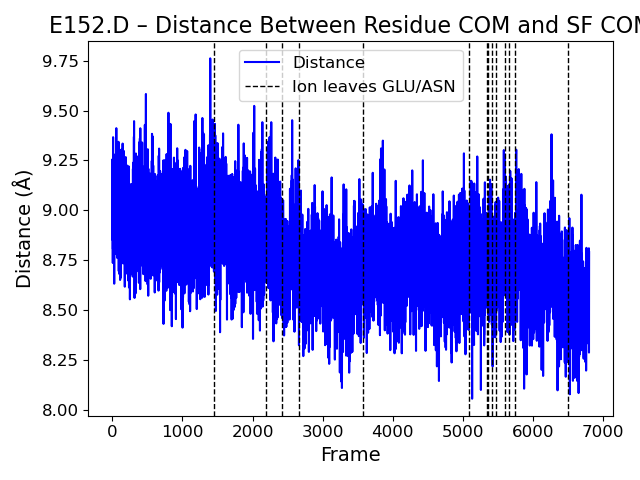 E152.D – Distance Between Residue COM and SF COM
Distance
Ion leaves GLU/ASN
9.75
9.50
9.25
9.00
8.75
8.50
8.25
8.00
Distance (Å)
0 1000 2000 3000 4000 5000 6000 7000
Frame